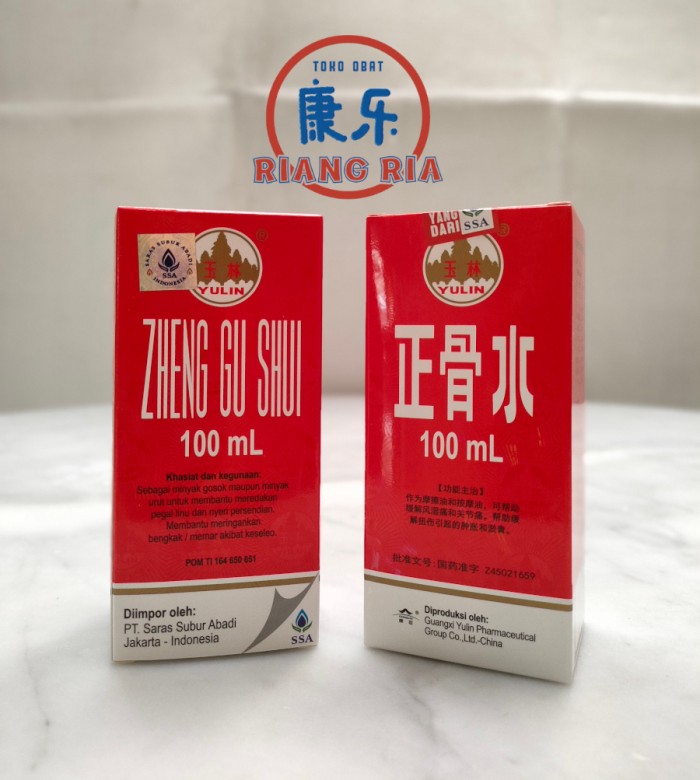 TOKO OBAT
康乐
RIANG RIA
SARAS SUBUR ABADI
SSA
INDONESIA
玉林
YULIN
®
ZHENG GU SHUI
100 mL
Khasiat dan kegunaan:
Sebagai minyak gosok maupun minyak
urut untuk membantu meredakan
pegal linu dan nyeri persendian.
Membantu meringankan
bengkak / memar akibat keseleo.
POM TI 164 650 651
Diimpor oleh:
PT. Saras Subur Abadi
Jakarta - Indonesia
SSA
YANG
DARI
SSA
玉林
YULIN
正骨水
100 mL
【功能主治】
作为摩擦油和按摩油，可帮助
缓解风湿痛和关节痛。帮助缓
解扭伤引起的肿胀和瘀青。
批准文号：国药准字 Z45021659
Diproduksi oleh:
Guangxi Yulin Pharmaceutical
Group Co.,Ltd.-China